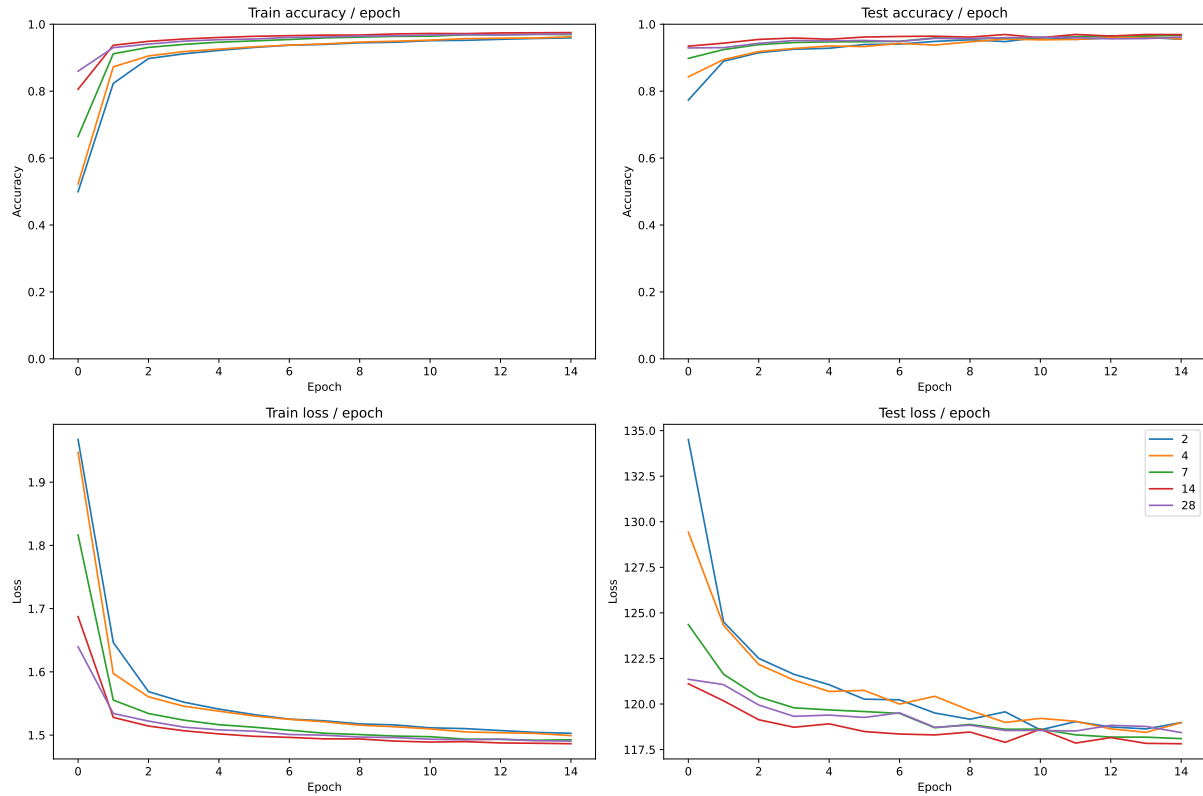 Train accuracy / epoch
1.0
0.8
0.6
0.4
0.2
0.0
Accuracy
0 2 4 6 8 10 12 14
Epoch
Test accuracy / epoch
1.0
0.8
0.6
0.4
0.2
0.0
Accuracy
0 2 4 6 8 10 12 14
Epoch
Train loss / epoch
1.9
1.8
1.7
1.6
1.5
Loss
0 2 4 6 8 10 12 14
Epoch
Test loss / epoch
135.0
132.5
130.0
127.5
125.0
122.5
120.0
117.5
Loss
0 2 4 6 8 10 12 14
Epoch
2
4
7
14
28